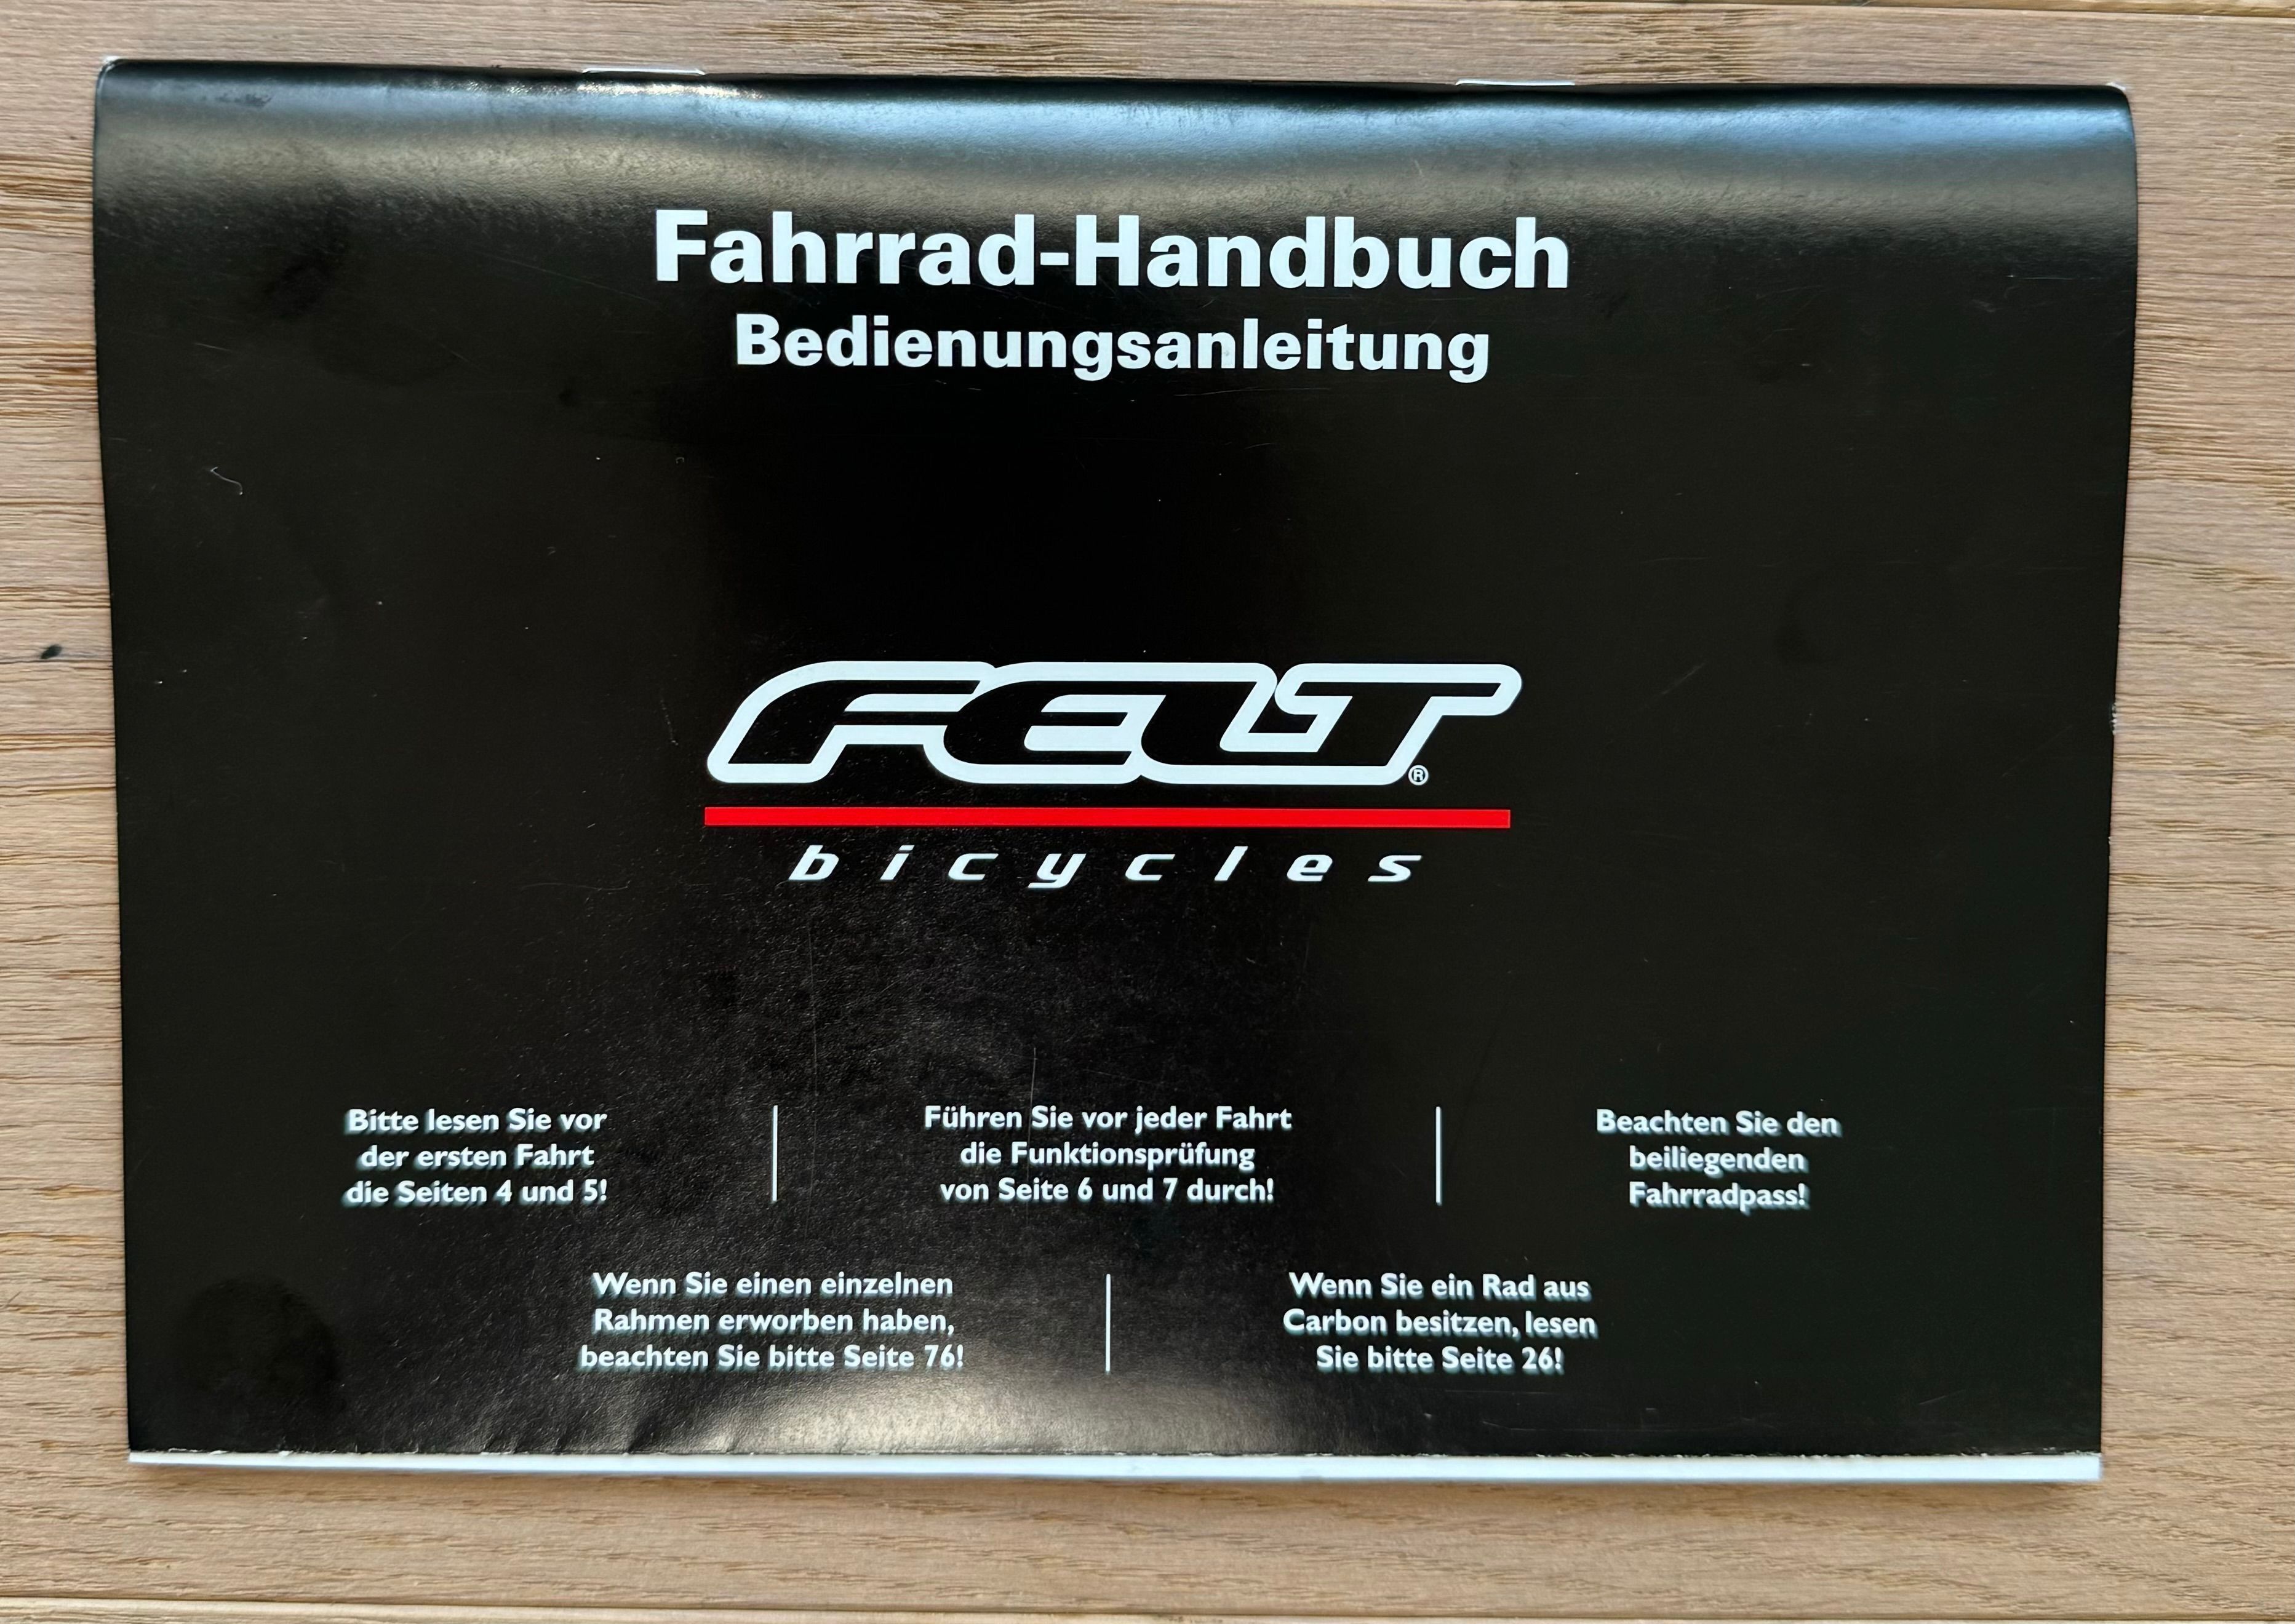 Fahrrad-Handbuch
Bedienungsanleitung
FELT®
bicycles
Bitte lesen Sie vor
der ersten Fahrt
die Seiten 4 und 5!
Führen Sie vor jeder Fahrt
die Funktionsprüfung
von Seite 6 und 7 durch!
Beachten Sie den
beiliegenden
Fahrradpass!
Wenn Sie einen einzelnen
Rahmen erworben haben,
beachten Sie bitte Seite 76!
Wenn Sie ein Rad aus
Carbon besitzen, lesen
Sie bitte Seite 26!